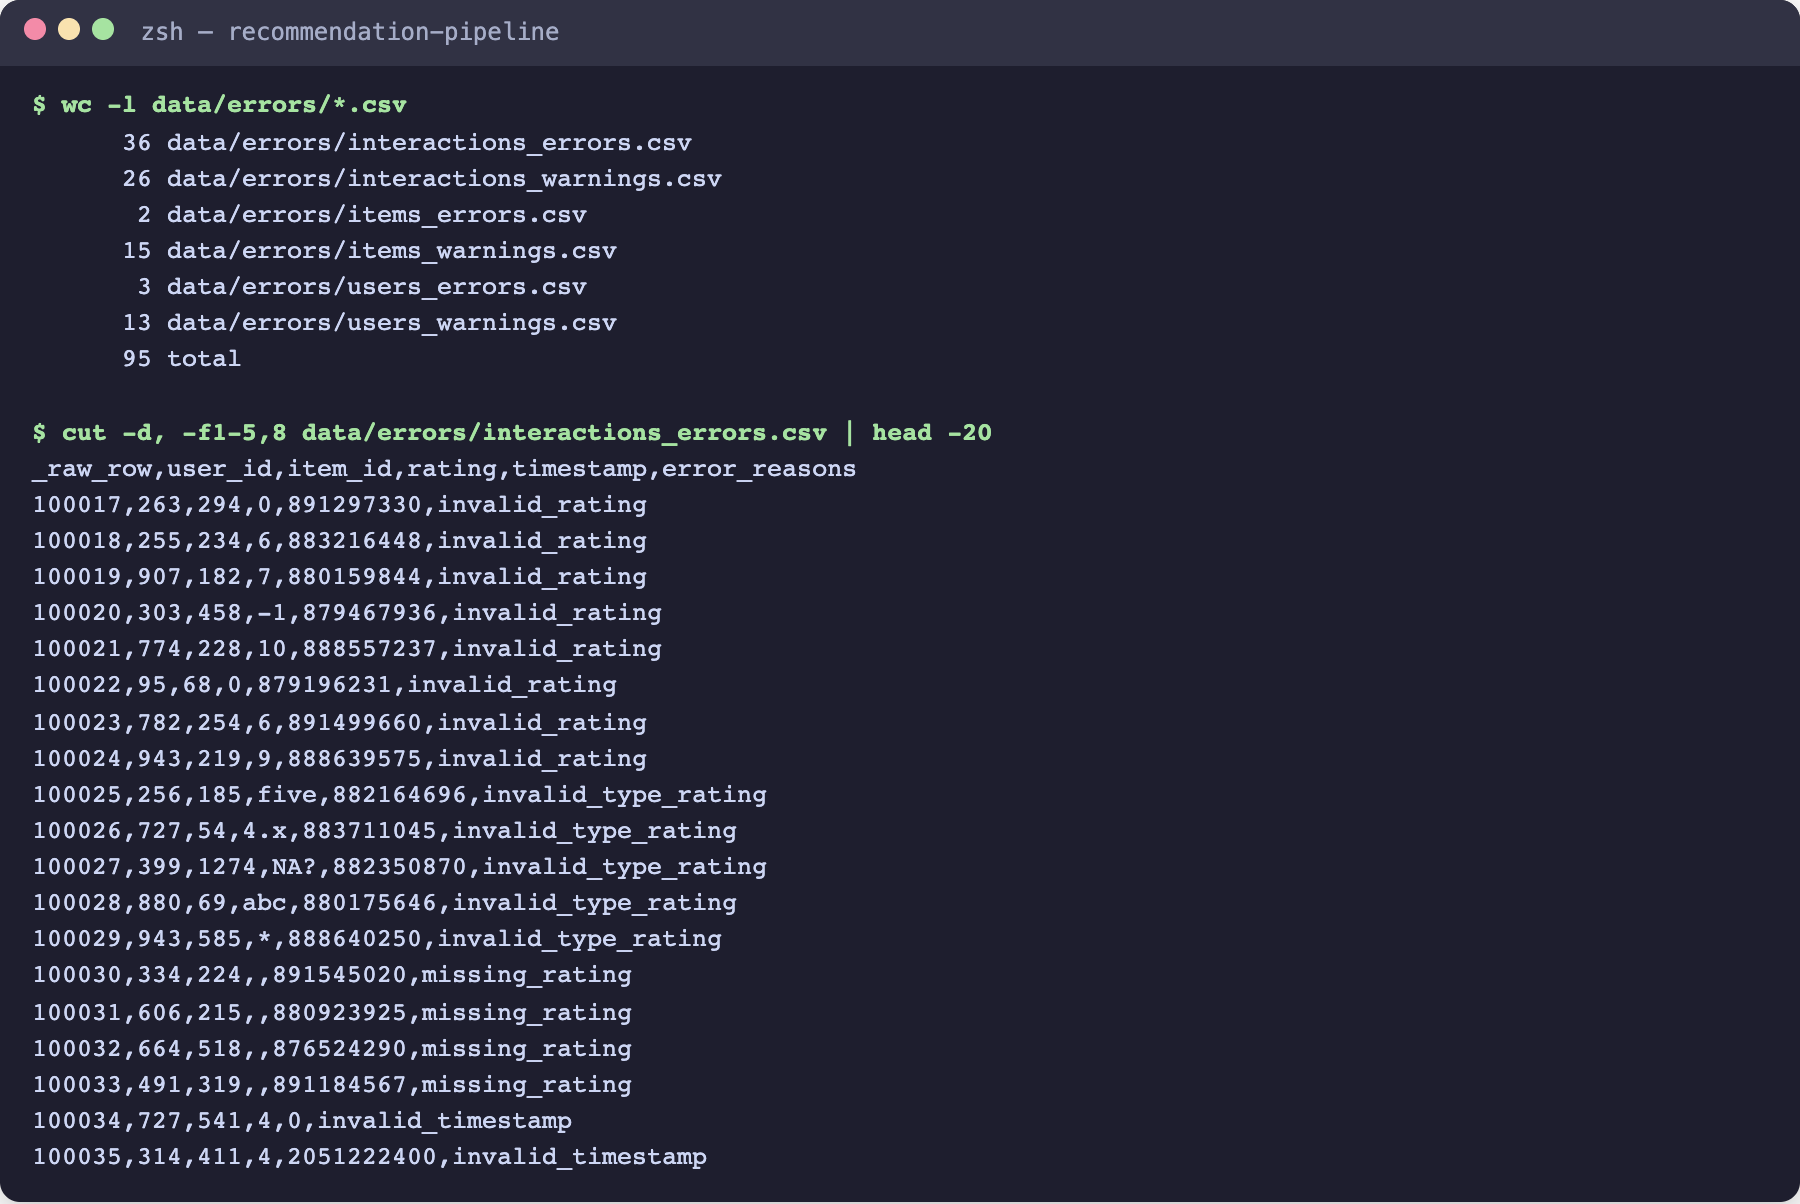 zsh — recommendation-pipeline
$ wc -l data/errors/*.csv
36 data/errors/interactions_errors.csv
26 data/errors/interactions_warnings.csv
2 data/errors/items_errors.csv
15 data/errors/items_warnings.csv
3 data/errors/users_errors.csv
13 data/errors/users_warnings.csv
95 total
$ cut -d, -f1-5,8 data/errors/interactions_errors.csv | head -20
_raw_row,user_id,item_id,rating,timestamp,error_reasons
100017,263,294,0,891297330,invalid_rating
100018,255,234,6,883216448,invalid_rating
100019,907,182,7,880159844,invalid_rating
100020,303,458,-1,879467936,invalid_rating
100021,774,228,10,888557237,invalid_rating
100022,95,68,0,879196231,invalid_rating
100023,782,254,6,891499660,invalid_rating
100024,943,219,9,888639575,invalid_rating
100025,256,185,five,882164696,invalid_type_rating
100026,727,54,4.x,883711045,invalid_type_rating
100027,399,1274,NA?,882350870,invalid_type_rating
100028,880,69,abc,880175646,invalid_type_rating
100029,943,585,*,888640250,invalid_type_rating
100030,334,224,,891545020,missing_rating
100031,606,215,,880923925,missing_rating
100032,664,518,,876524290,missing_rating
100033,491,319,,891184567,missing_rating
100034,727,541,4,0,invalid_timestamp
100035,314,411,4,2051222400,invalid_timestamp